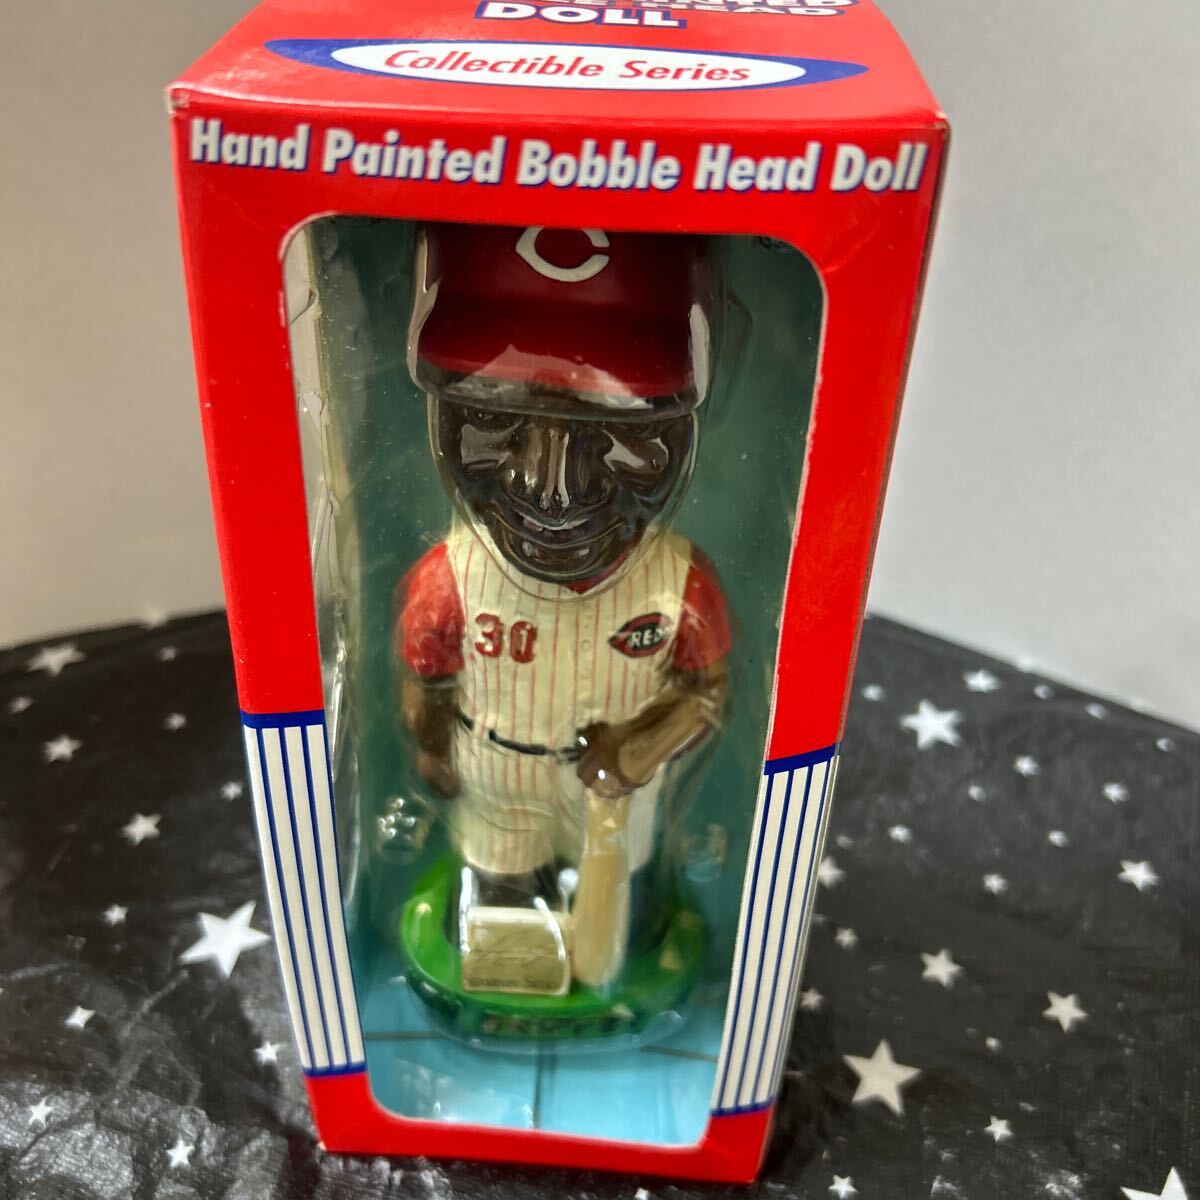 DOLL
Collectible Series
Hand Painted Bobble Head Doll
C
30
REDS